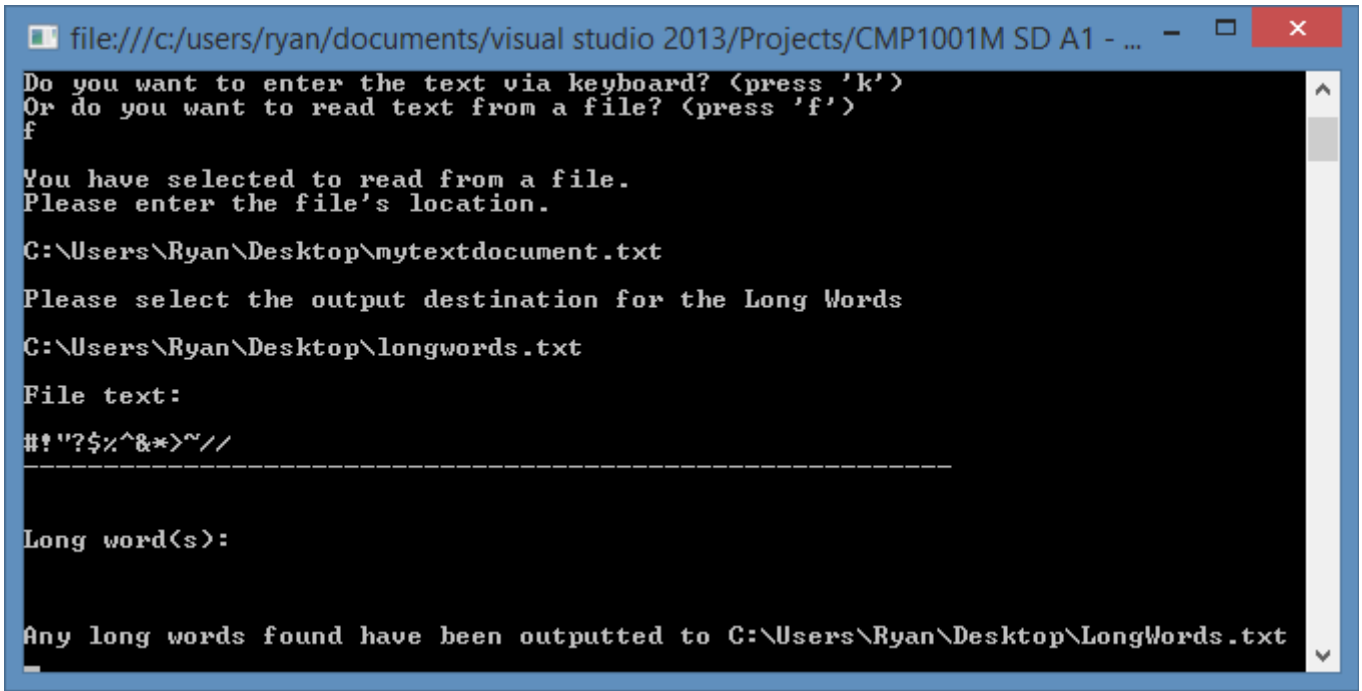 file:///c:/users/ryan/documents/visual studio 2013/Projects/CMP1001M SD A1 - ...
Do you want to enter the text via keyboard? (press 'k')
Or do you want to read text from a file? (press 'f')
f
You have selected to read from a file.
Please enter the file's location.
C:\Users\Ryan\Desktop\mytextdocument.txt
Please select the output destination for the Long Words
C:\Users\Ryan\Desktop\longwords.txt
File text:
#!"?$%^&*>~//
----------------------------------------------------------
Long word(s):
Any long words found have been outputted to C:\Users\Ryan\Desktop\LongWords.txt